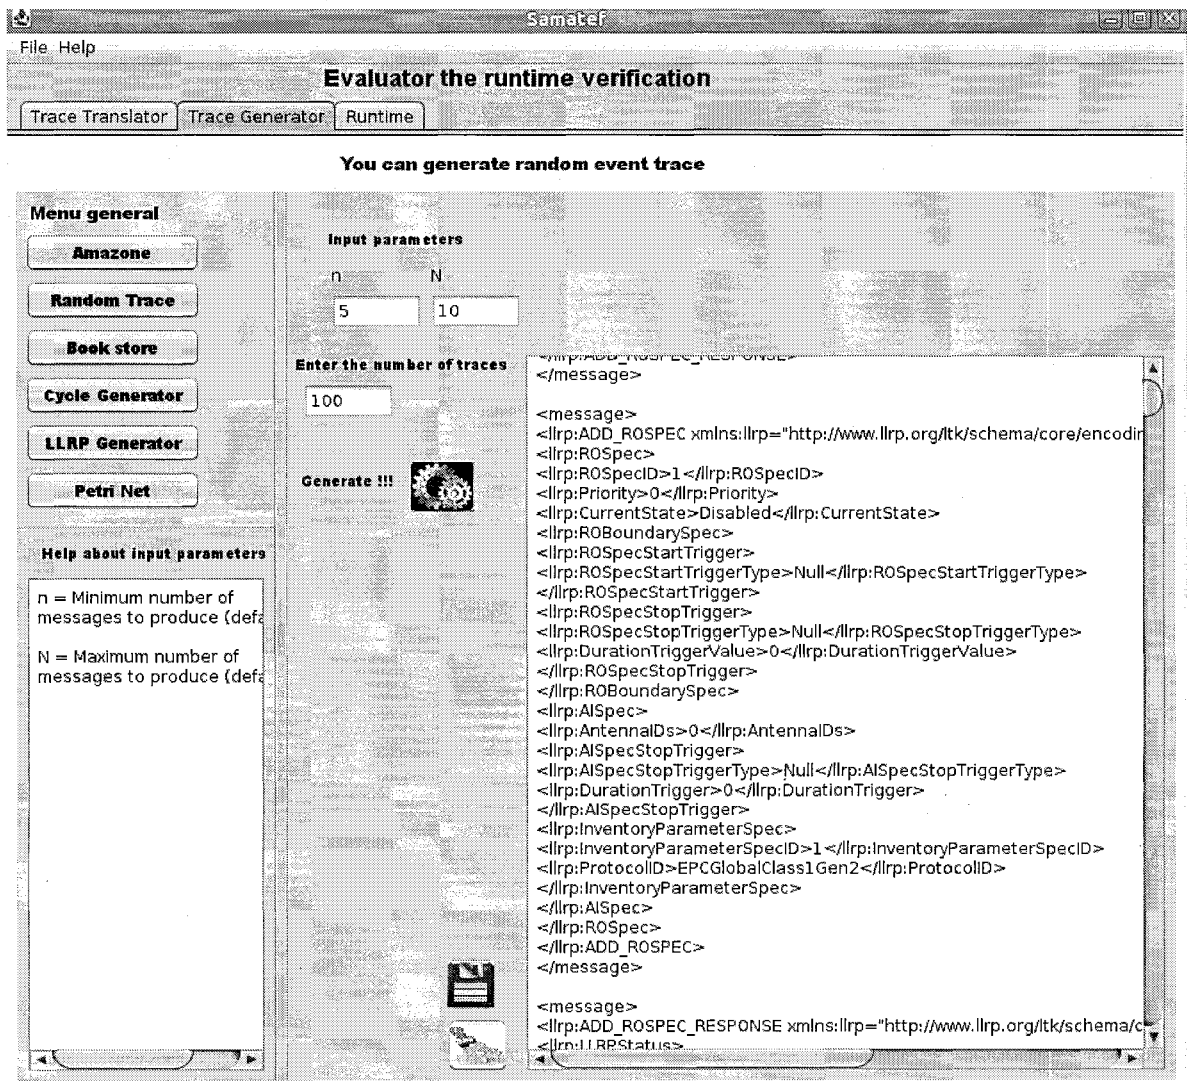 Samatef
File Help
Evaluator the runtime verification
Trace Translator Trace Generator Runtime
You can generate random event trace
Menu general
Amazone
Random Trace
Book store
Cycle Generator
LLRP Generator
Petri Net
Help about input parameters
n = Minimum number of
messages to produce (defa
N = Maximum number of
messages to produce (defa
Input parameters
n N
5 10
Enter the number of traces
100
Generate !!!
</llrp:ADD_ROSPEC_RESPONSE>
</message>
<message>
<llrp:ADD_ROSPEC xmlns:llrp="http://www.llrp.org/ltk/schema/core/encodin
<llrp:ROSpec>
<llrp:ROSpecID>1</llrp:ROSpecID>
<llrp:Priority>0</llrp:Priority>
<llrp:CurrentState>Disabled</llrp:CurrentState>
<llrp:ROBoundarySpec>
<llrp:ROSpecStartTrigger>
<llrp:ROSpecStartTriggerType>Null</llrp:ROSpecStartTriggerType>
</llrp:ROSpecStartTrigger>
<llrp:ROSpecStopTrigger>
<llrp:ROSpecStopTriggerType>Null</llrp:ROSpecStopTriggerType>
<llrp:DurationTriggerValue>0</llrp:DurationTriggerValue>
</llrp:ROSpecStopTrigger>
</llrp:ROBoundarySpec>
<llrp:AISpec>
<llrp:AntennaIDs>0</llrp:AntennaIDs>
<llrp:AISpecStopTrigger>
<llrp:AISpecStopTriggerType>Null</llrp:AISpecStopTriggerType>
<llrp:DurationTrigger>0</llrp:DurationTrigger>
</llrp:AISpecStopTrigger>
<llrp:InventoryParameterSpec>
<llrp:InventoryParameterSpecID>1</llrp:InventoryParameterSpecID>
<llrp:ProtocolID>EPCGlobalClass1Gen2</llrp:ProtocolID>
</llrp:InventoryParameterSpec>
</llrp:AISpec>
</llrp:ROSpec>
</llrp:ADD_ROSPEC>
</message>
<message>
<llrp:ADD_ROSPEC_RESPONSE xmlns:llrp="http://www.llrp.org/ltk/schema/c
<llrp:LLRPStatus>